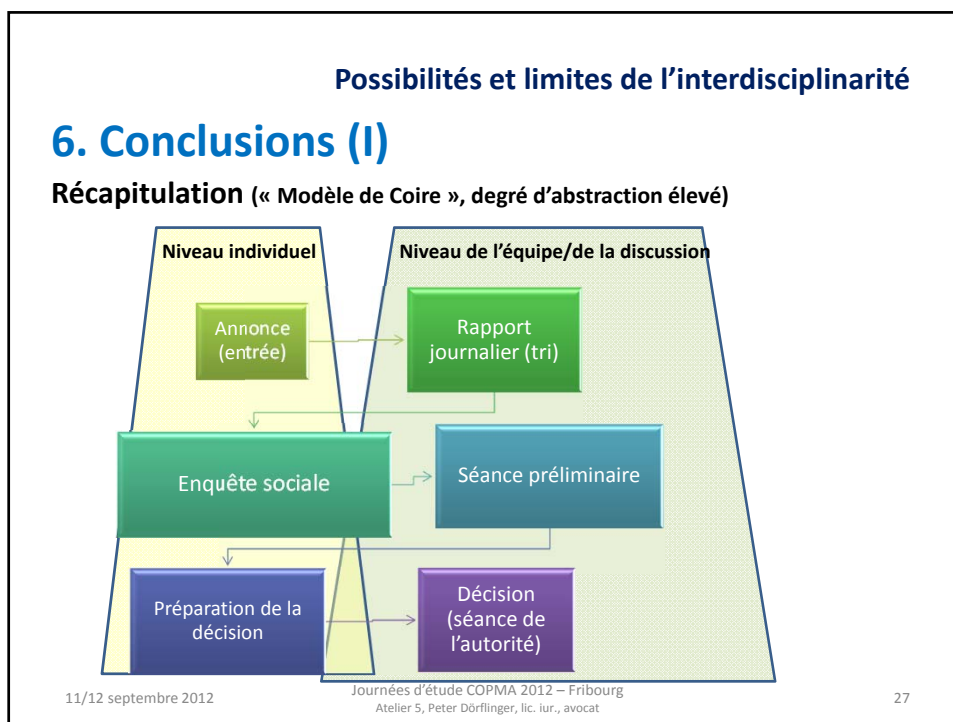 Possibilités et limites de l'interdisciplinarité
6. Conclusions (I)
Récapitulation (« Modèle de Coire », degré d'abstraction élevé)
Niveau individuel
Niveau de l'équipe/de la discussion
Annonce
(entrée)
Rapport
journalier (tri)
Enquête sociale
Séance préliminaire
Préparation de la
décision
Décision
(séance de
l'autorité)
11/12 septembre 2012
Journées d'étude COPMA 2012 – Fribourg
Atelier 5, Peter Dörflinger, lic. iur., avocat
27